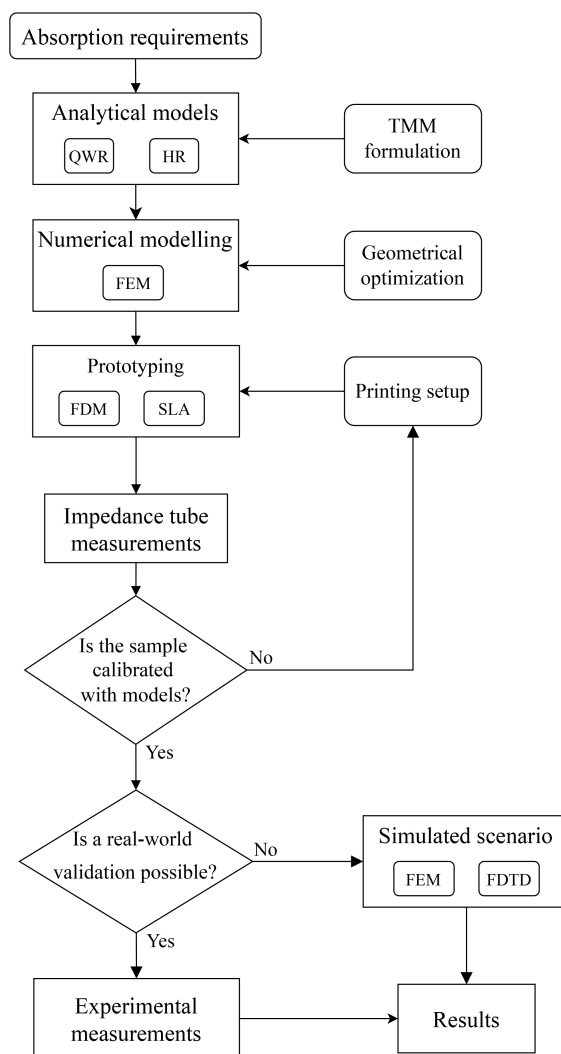 Absorption requirements
Analytical models
QWR HR
TMM
formulation
Numerical modelling
FEM
Geometrical
optimization
Prototyping
FDM SLA
Printing setup
Impedance tube
measurements
Is the sample
calibrated
with models?
No
Yes
Is a real-world
validation possible?
No
Simulated scenario
FEM FDTD
Yes
Experimental
measurements
Results